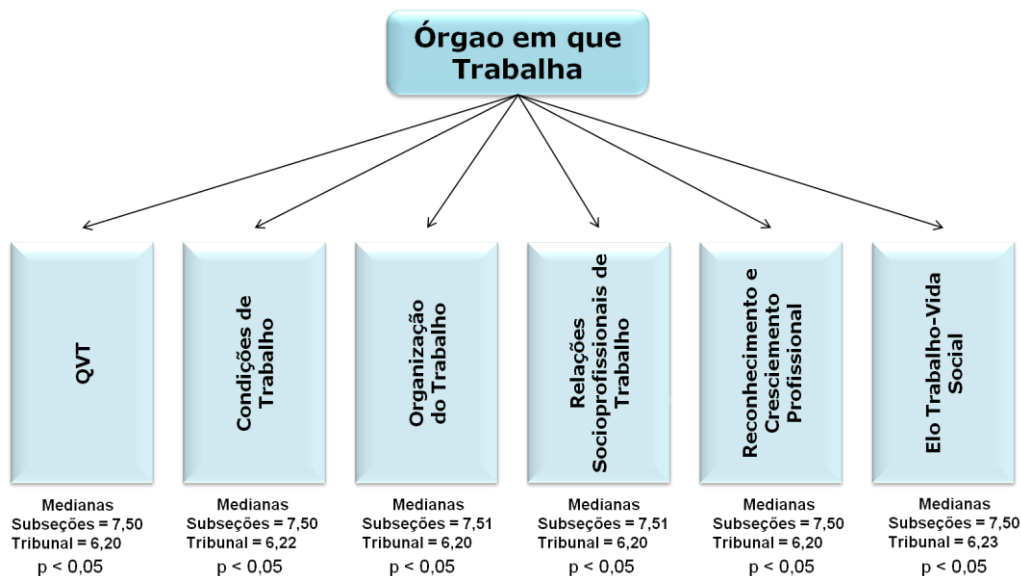 Órgao em que
Trabalha
QVT
Condições de
Trabalho
Organização
do Trabalho
Relações
Socioprofissionais de
Trabalho
Reconhecimento e
Cresciemento
Profissional
Elo Trabalho-Vida
Social
Medianas
Subseções = 7,50
Tribunal = 6,20
p < 0,05
Medianas
Subseções = 7,50
Tribunal = 6,22
p < 0,05
Medianas
Subseções = 7,51
Tribunal = 6,20
p < 0,05
Medianas
Subseções = 7,51
Tribunal = 6,20
p < 0,05
Medianas
Subseções = 7,50
Tribunal = 6,20
p < 0,05
Medianas
Subseções = 7,50
Tribunal = 6,23
p < 0,05